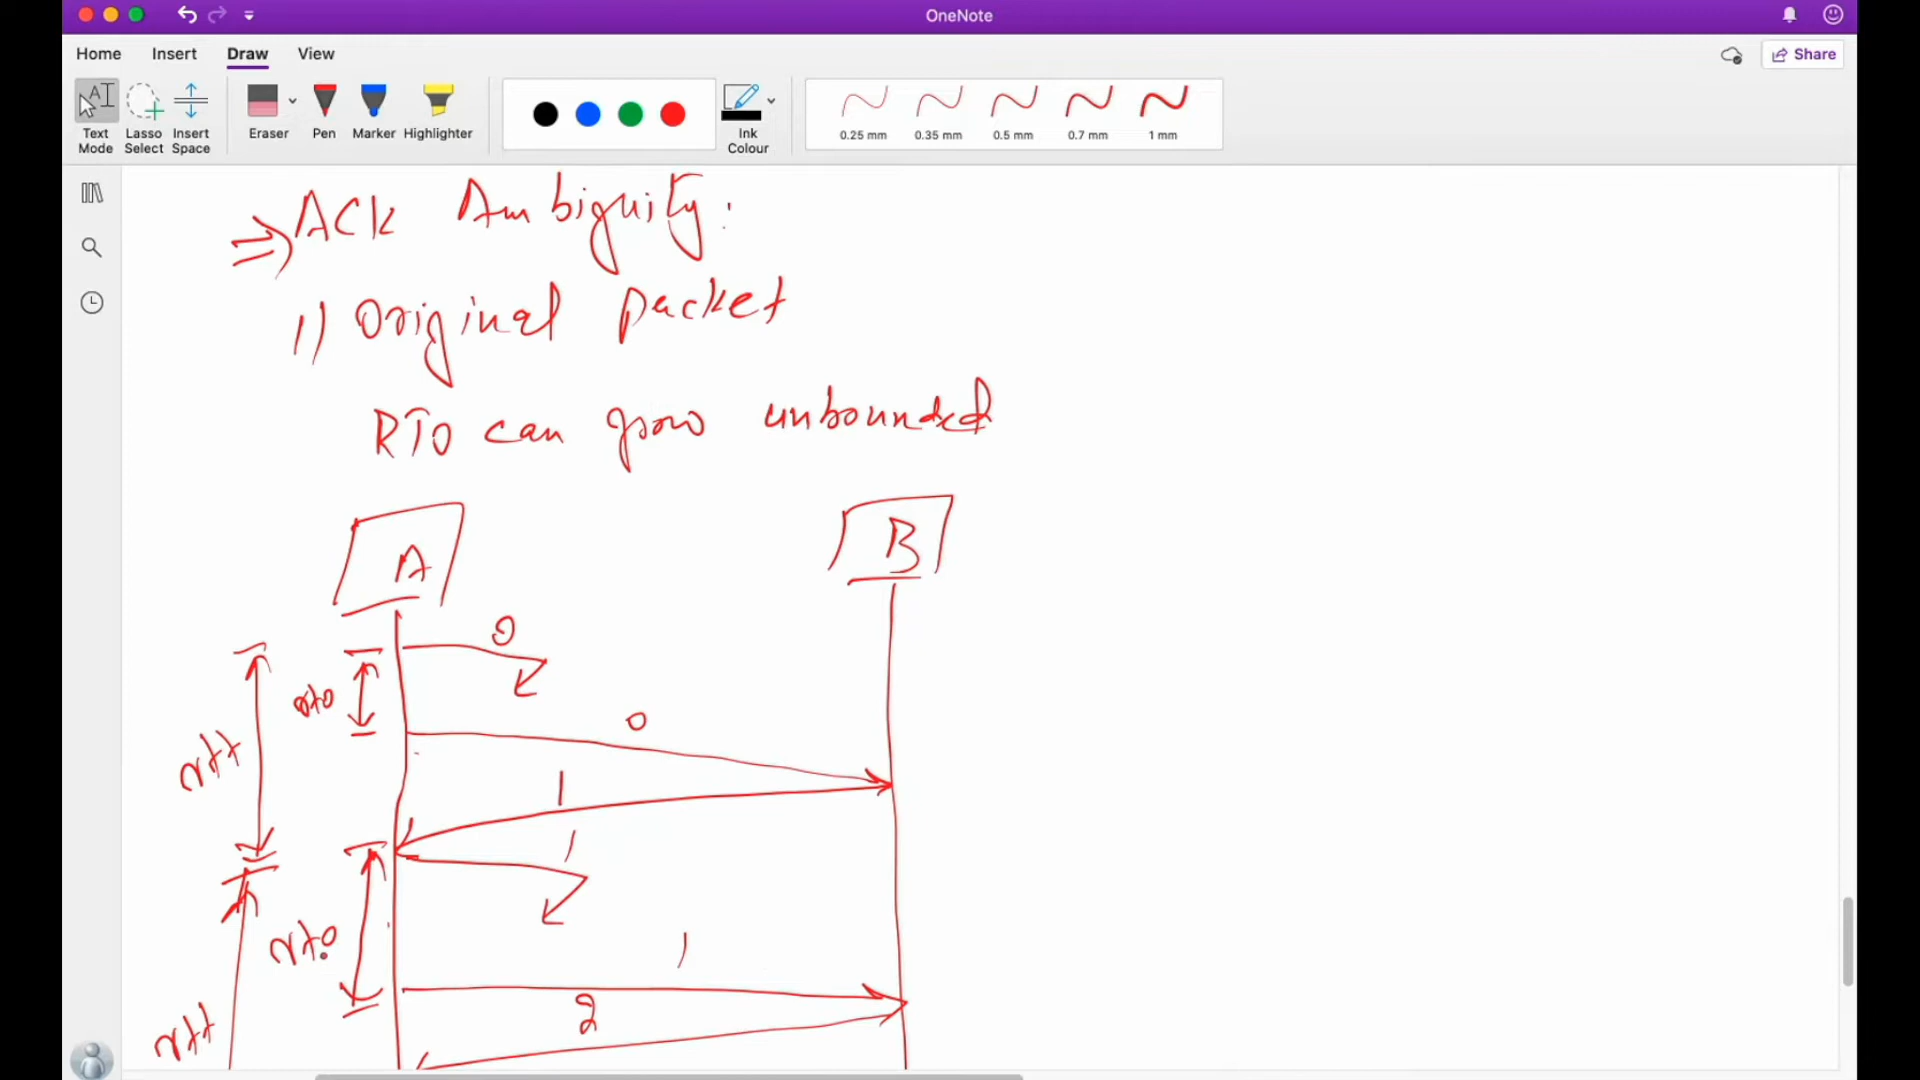 OneNote
Home Insert Draw View Share
Text Mode
Lasso Select
Insert Space
Eraser
Pen
Marker
Highlighter
Ink Colour
0.25 mm 0.35 mm 0.5 mm 0.7 mm 1 mm
⇒ ACK Ambiguity:
1) Original packet
RTO can grow unbounded
A B
0
rto
0
rtt
1
1
rto
1
2
rtt